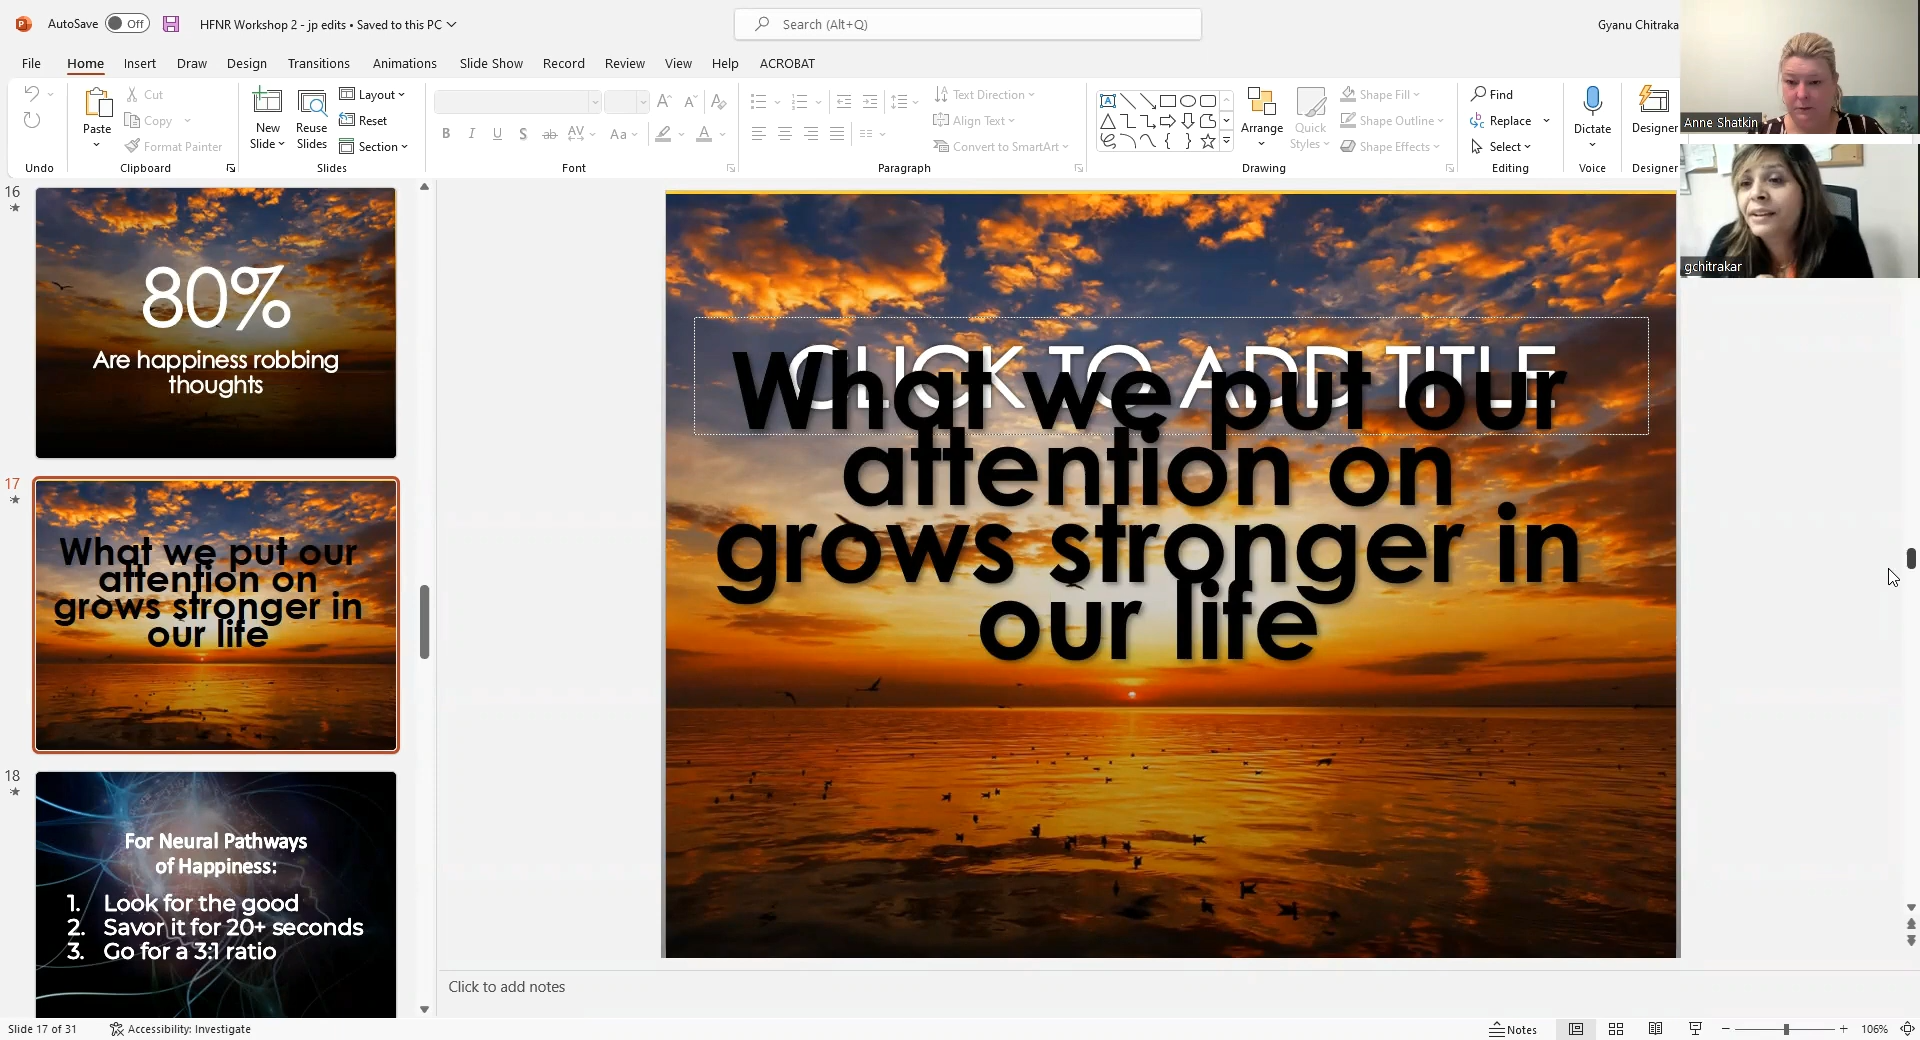 AutoSave Off HFNR Workshop 2 - jp edits • Saved to this PC Search (Alt+Q) Gyanu Chitraka
File Home Insert Draw Design Transitions Animations Slide Show Record Review View Help ACROBAT
Paste
Cut
Copy
Format Painter
New
Slide
Reuse
Slides
Layout
Reset
Section
B I U S ab AV Aa A
Text Direction
Align Text
Convert to SmartArt
Arrange
Quick
Styles
Shape Fill
Shape Outline
Shape Effects
Find
Replace
Select
Dictate
Designer
Undo Clipboard Slides Font Paragraph Drawing Editing Voice Designer
Anne Shatkin
gchitrakar
16
80%
Are happiness robbing
thoughts
17
What we put our
attention on
grows stronger in
our life
18
For Neural Pathways
of Happiness:
1. Look for the good
2. Savor it for 20+ seconds
3. Go for a 3:1 ratio
CLICK TO ADD TITLE
What we put our
attention on
grows stronger in
our life
Click to add notes
Slide 17 of 31 Accessibility: Investigate Notes 106%